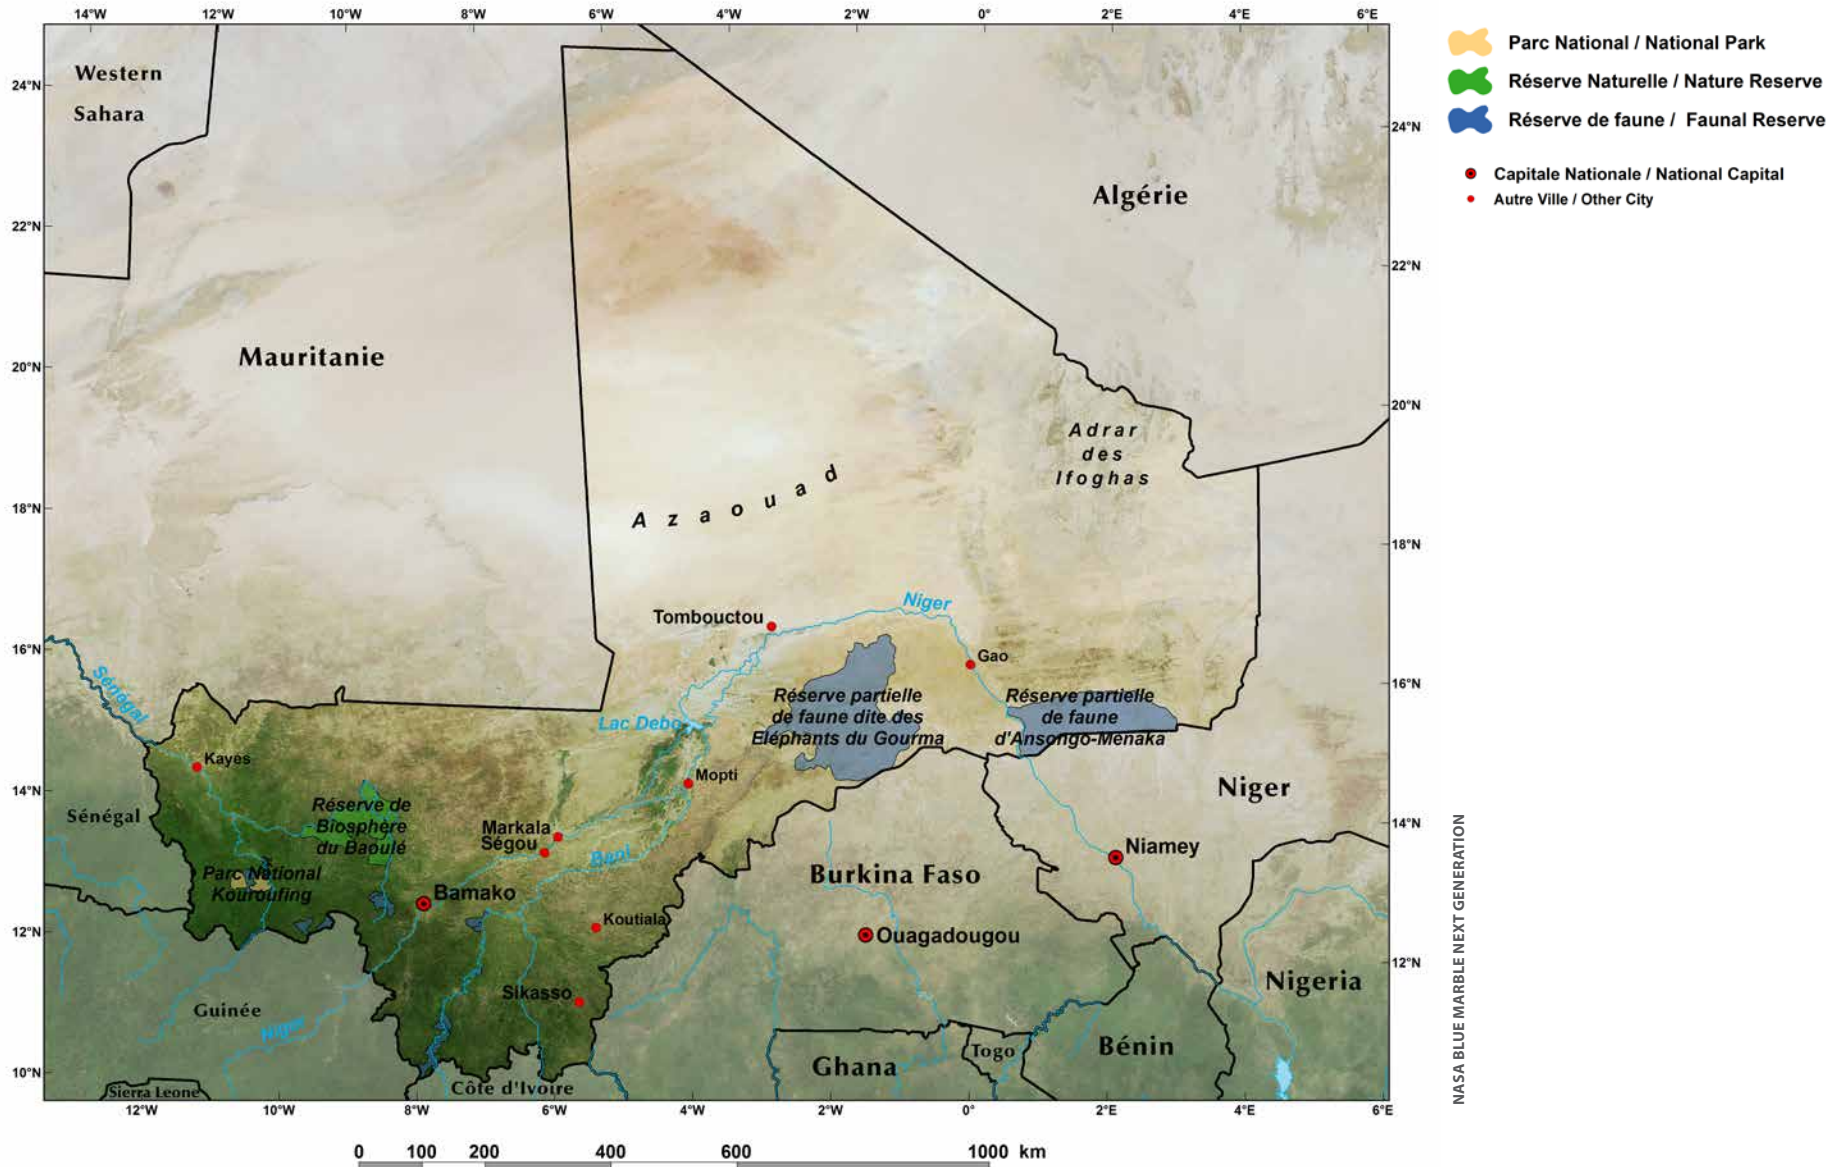 14°W 12°W 10°W 8°W 6°W 4°W 2°W 0° 2°E 4°E 6°E
Parc National / National Park
Réserve Naturelle / Nature Reserve
Réserve de faune / Faunal Reserve
Capitale Nationale / National Capital
Autre Ville / Other City
Western
Sahara
24°N
24°N
Algérie
22°N
22°N
Mauritanie
20°N
20°N
Adrar
des
Ifoghas
Azaouad
18°N
18°N
Niger
Tombouctou
Gao
16°N
16°N
Sénégal
Réserve partielle
de faune dite des
Eléphants du Gourma
Réserve partielle
de faune
d'Ansongo-Ménaka
Lac Debo
Kayes
Mopti
14°N
14°N
Niger
Sénégal
Réserve de
Biosphère
du Baoulé
Markala
Ségou
Bani
Niamey
Parc National
Kouroufing
Bamako
Burkina Faso
Koutiala
12°N
12°N
Ouagadougou
Sikasso
Nigeria
Guinée
Niger
Ghana
Togo
Bénin
10°N
Sierra Leone
Côte d'Ivoire
12°W 10°W 8°W 6°W 4°W 2°W 0° 2°E 4°E 6°E
0 100 200 400 600 1000 km
NASA BLUE MARBLE NEXT GENERATION